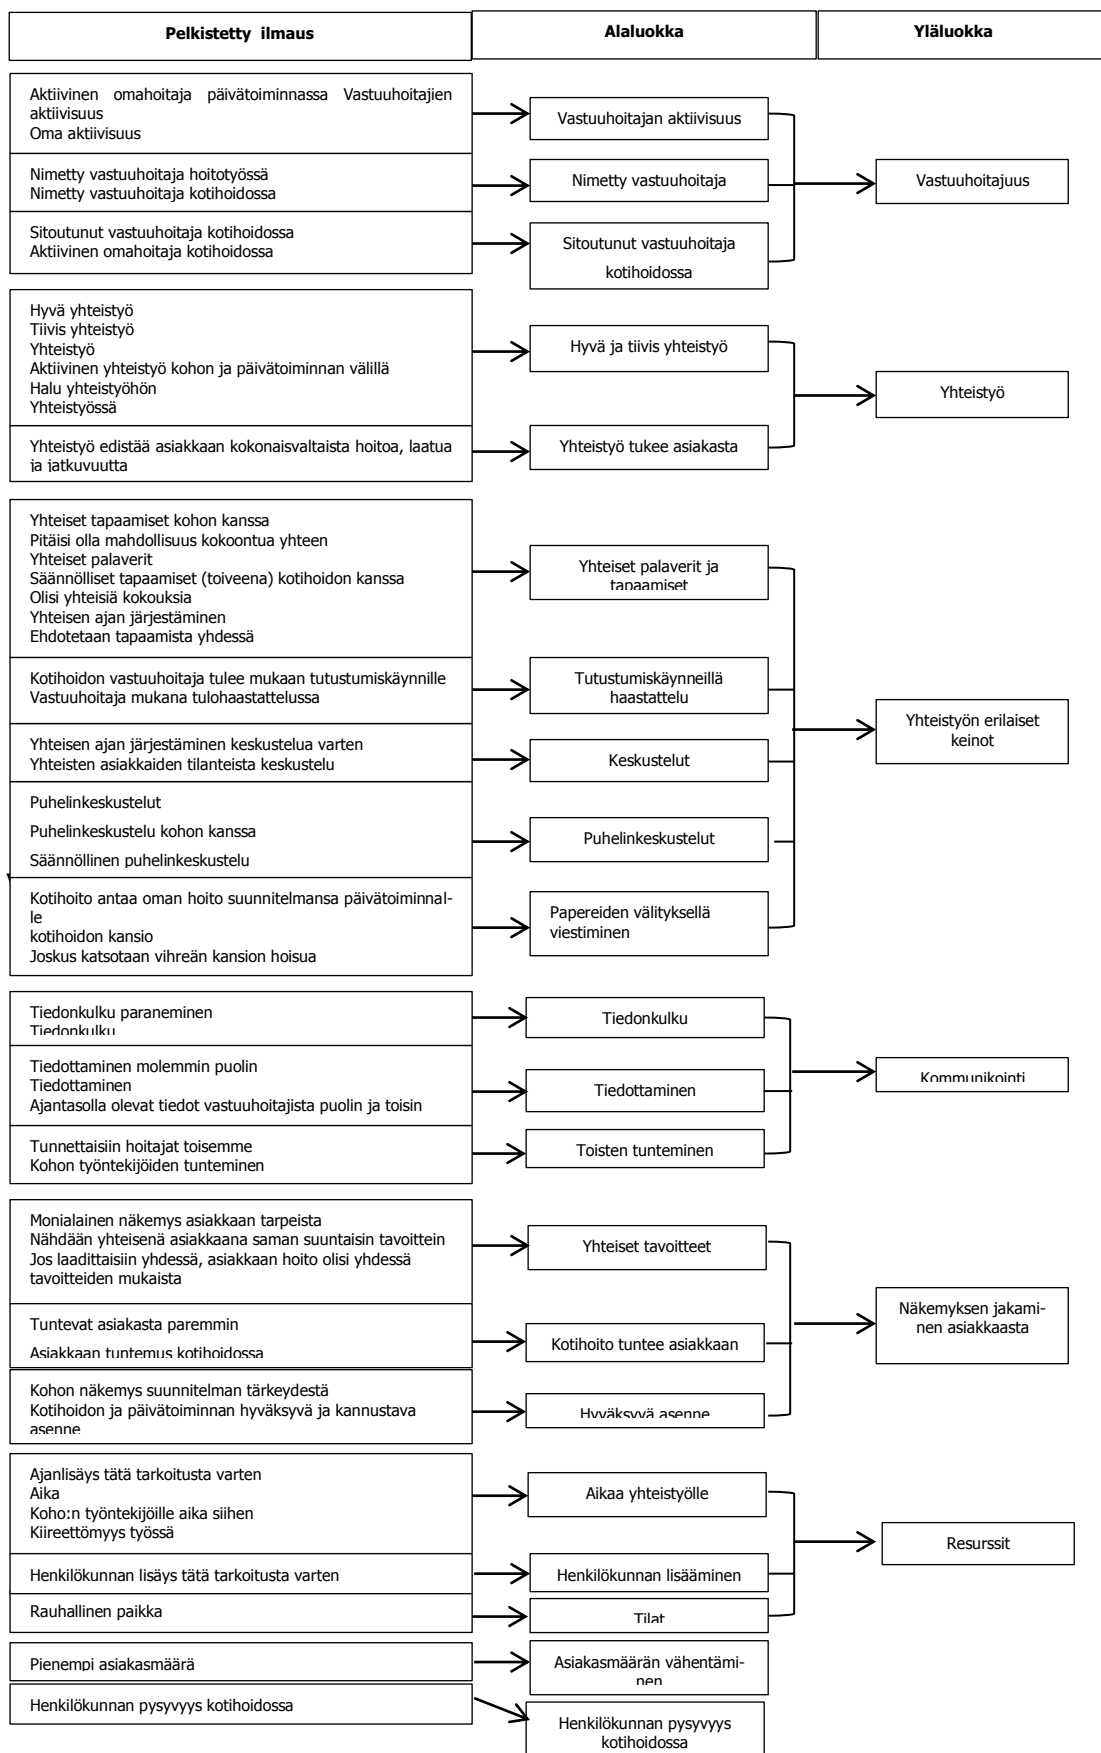 Pelkistetty ilmaus
Alaluokka
Yläluokka
Aktiivinen omahoitaja päivätoiminnassa Vastuuhoitajien
aktiivisuus
Oma aktiivisuus
Vastuuhoitajan aktiivisuus
Nimetty vastuuhoitaja hoitotyössä
Nimetty vastuuhoitaja kotihoidossa
Nimetty vastuuhoitaja
Vastuuhoitajuus
Sitoutunut vastuuhoitaja kotihoidossa
Aktiivinen omahoitaja kotihoidossa
Sitoutunut vastuuhoitaja
kotihoidossa
Hyvä yhteistyö
Tiivis yhteistyö
Yhteistyö
Aktiivinen yhteistyö kohon ja päivätoiminnan välillä
Halu yhteistyöhön
Yhteistyössä
Hyvä ja tiivis yhteistyö
Yhteistyö
Yhteistyö edistää asiakkaan kokonaisvaltaista hoitoa, laatua
ja jatkuvuutta
Yhteistyö tukee asiakasta
Yhteiset tapaamiset kohon kanssa
Pitäisi olla mahdollisuus kokoontua yhteen
Yhteiset palaverit
Säännölliset tapaamiset (toiveena) kotihoidon kanssa
Olisi yhteisiä kokouksia
Yhteisen ajan järjestäminen
Ehdotetaan tapaamista yhdessä
Yhteiset palaverit ja
tapaamiset
Kotihoidon vastuuhoitaja tulee mukaan tutustumiskäynnille
Vastuuhoitaja mukana tulohaastattelussa
Tutustumiskäynneillä
haastattelu
Yhteistyön erilaiset
keinot
Yhteisen ajan järjestäminen keskustelua varten
Yhteisten asiakkaiden tilanteista keskustelu
Keskustelut
Puhelinkeskustelut
Puhelinkeskustelu kohon kanssa
Säännöllinen puhelinkeskustelu
Puhelinkeskustelut
Kotihoito antaa oman hoito suunnitelmansa päivätoiminnal-
le
kotihoidon kansio
Joskus katsotaan vihreän kansion hoisua
Papereiden välityksellä
viestiminen
Tiedonkulku paraneminen
Tiedonkulku
Tiedonkulku
Tiedottaminen molemmin puolin
Tiedottaminen
Ajantasolla olevat tiedot vastuuhoitajista puolin ja toisin
Tiedottaminen
Kommunikointi
Tunnettaisiin hoitajat toisemme
Kohon työntekijöiden tunteminen
Toisten tunteminen
Monialainen näkemys asiakkaan tarpeista
Nähdään yhteisenä asiakkaana saman suuntaisin tavoittein
Jos laadittaisiin yhdessä, asiakkaan hoito olisi yhdessä
tavoitteiden mukaista
Yhteiset tavoitteet
Tuntevat asiakasta paremmin
Asiakkaan tuntemus kotihoidossa
Kotihoito tuntee asiakkaan
Näkemyksen jakami-
nen asiakkaasta
Kohon näkemys suunnitelman tärkeydestä
Kotihoidon ja päivätoiminnan hyväksyvä ja kannustava
asenne
Hyväksyvä asenne
Ajanlisäys tätä tarkoitusta varten
Aika
Koho:n työntekijöille aika siihen
Kiireettömyys työssä
Aikaa yhteistyölle
Resurssit
Henkilökunnan lisäys tätä tarkoitusta varten
Henkilökunnan lisääminen
Rauhallinen paikka
Tilat
Pienempi asiakasmäärä
Asiakasmäärän vähentämi-
nen
Henkilökunnan pysyvyys kotihoidossa
Henkilökunnan pysyvyys
kotihoidossa